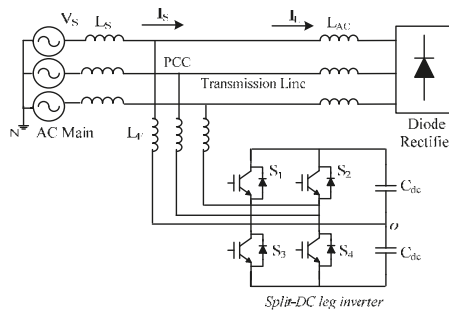 V_S L_S I_S I_L L_AC
PCC
Transmission Line
N AC Main
L_F
Diode
Rectifier
S_1 S_2
C_dc
o
S_3 S_4
C_dc
Split-DC leg inverter